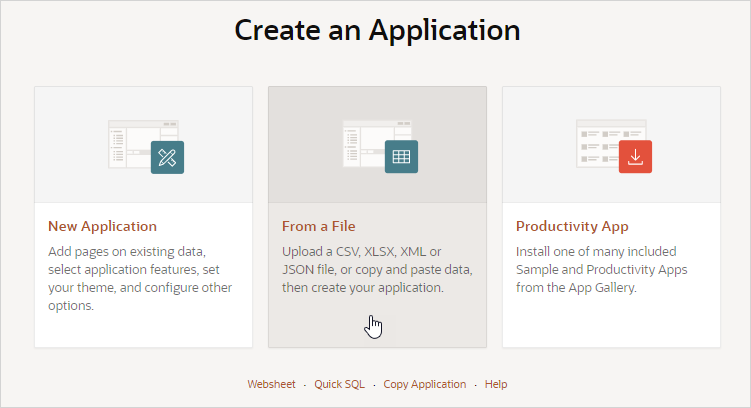 Create an Application
New Application
Add pages on existing data,
select application features, set
your theme, and configure other
options.
From a File
Upload a CSV, XLSX, XML or
JSON file, or copy and paste data,
then create your application.
Productivity App
Install one of many included
Sample and Productivity Apps
from the App Gallery.
Websheet · Quick SQL · Copy Application · Help